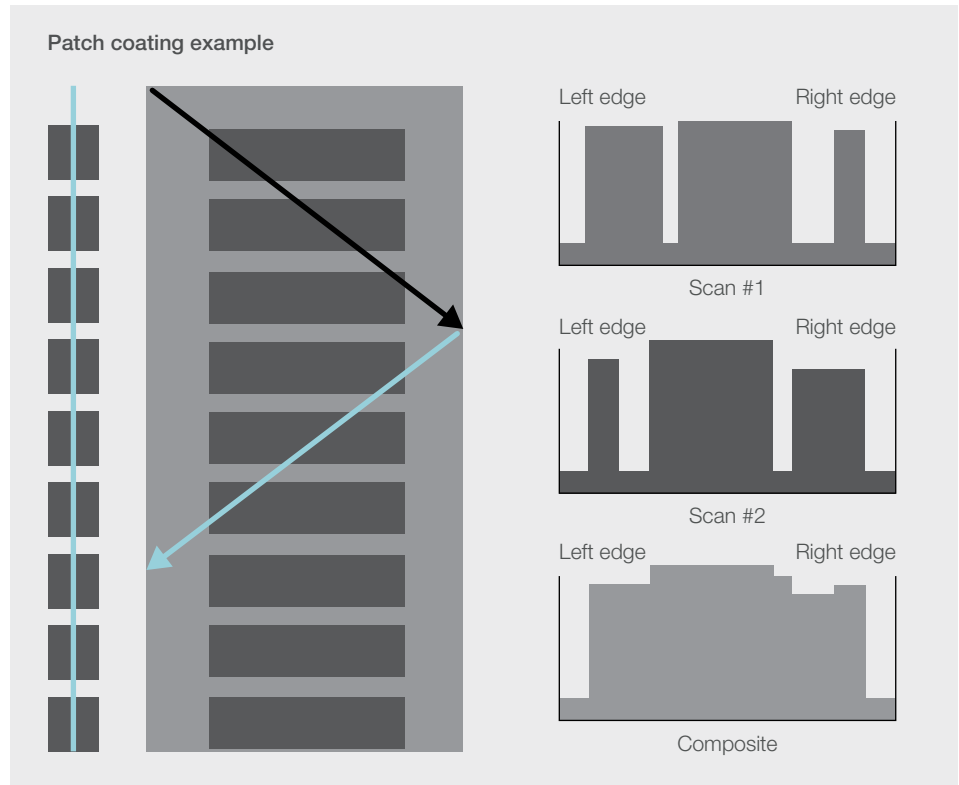 Patch coating example
Left edge Right edge
Scan #1
Left edge Right edge
Scan #2
Left edge Right edge
Composite